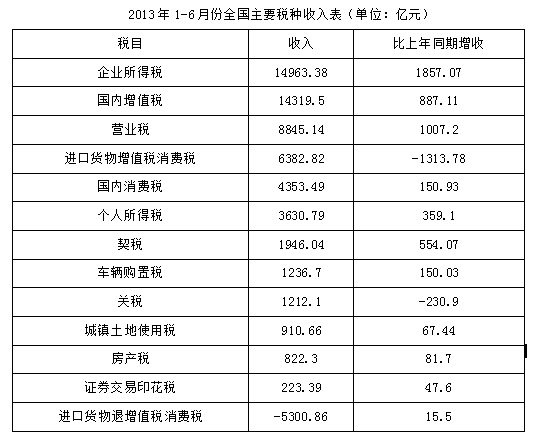 2013年1-6月份全国主要税种收入表（单位：亿元）
税目 收入 比上年同期增收
企业所得税 14963.38 1857.07
国内增值税 14319.5 887.11
营业税 8845.14 1007.2
进口货物增值税消费税 6382.82 -1313.78
国内消费税 4353.49 150.93
个人所得税 3630.79 359.1
契税 1946.04 554.07
车辆购置税 1236.7 150.03
关税 1212.1 -230.9
城镇土地使用税 910.66 67.44
房产税 822.3 81.7
证券交易印花税 223.39 47.6
进口货物退增值税消费税 -5300.86 15.5